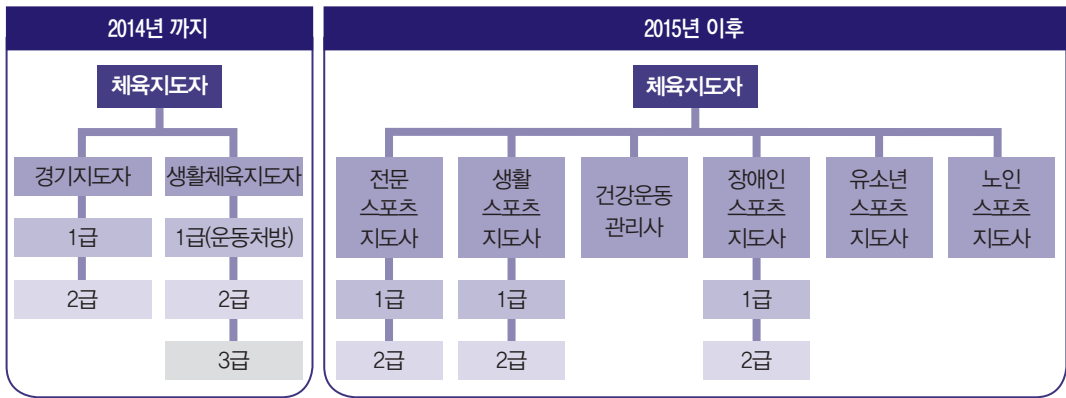 2014년 까지
체육지도자
경기지도자
생활체육지도자
1급
1급(운동처방)
2급
2급
3급
2015년 이후
체육지도자
전문
스포츠
지도사
생활
스포츠
지도사
건강운동
관리사
장애인
스포츠
지도사
유소년
스포츠
지도사
노인
스포츠
지도사
1급
1급
1급
2급
2급
2급